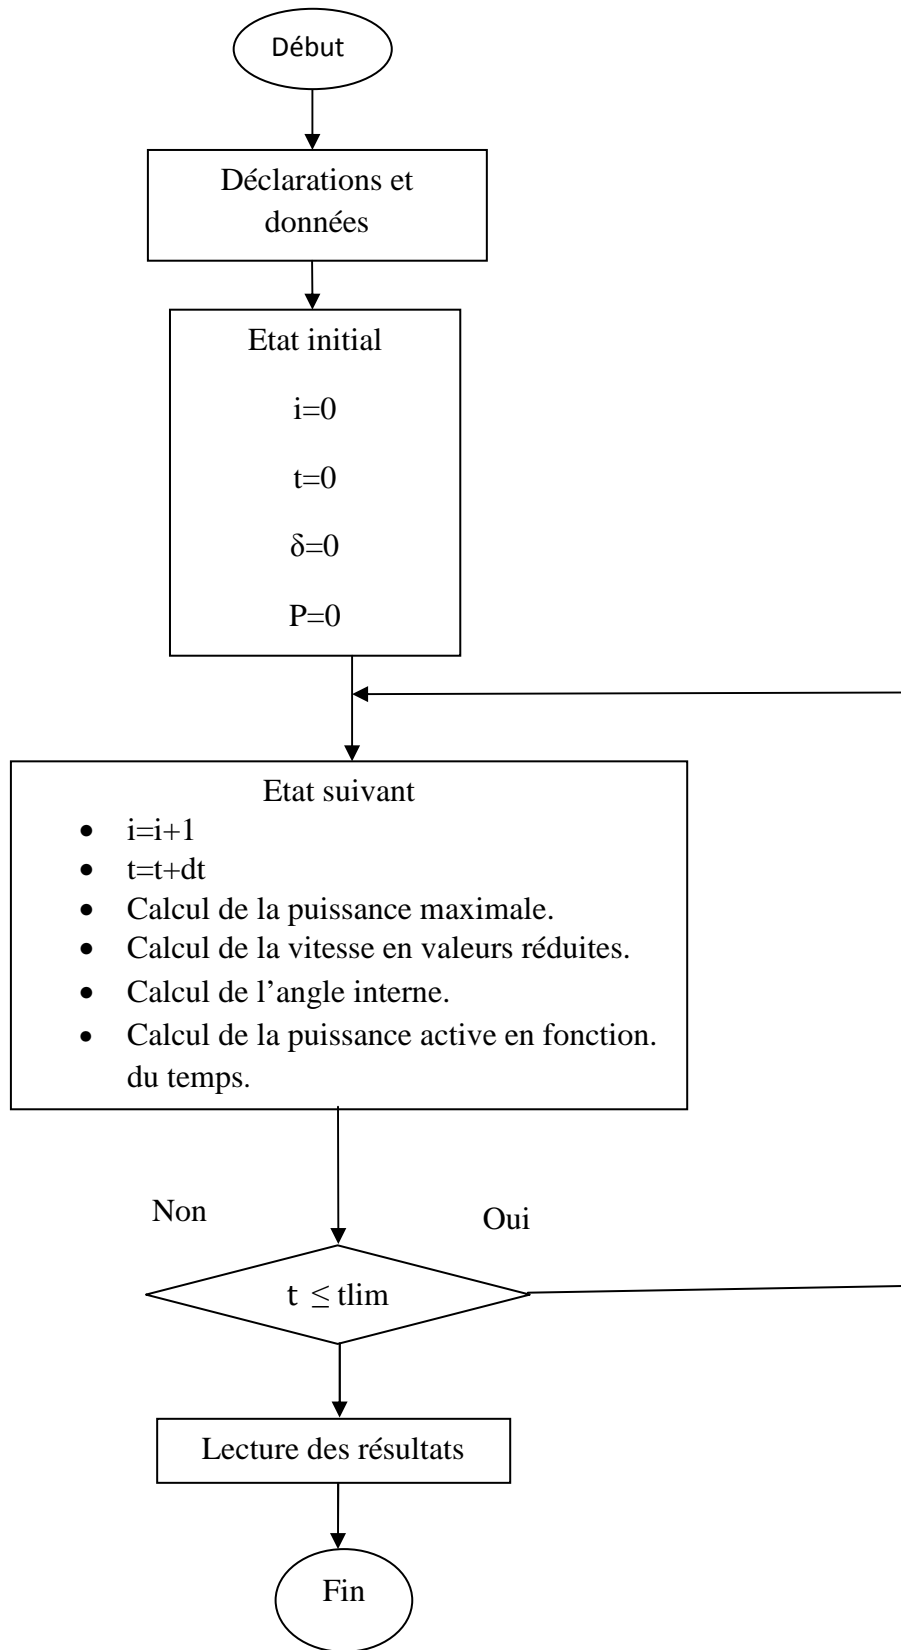 Début
Déclarations et
données
Etat initial
i=0
t=0
δ=0
P=0
Etat suivant
• i=i+1
• t=t+dt
• Calcul de la puissance maximale.
• Calcul de la vitesse en valeurs réduites.
• Calcul de l’angle interne.
• Calcul de la puissance active en fonction.
du temps.
Non
Oui
t ≤ tlim
Lecture des résultats
Fin